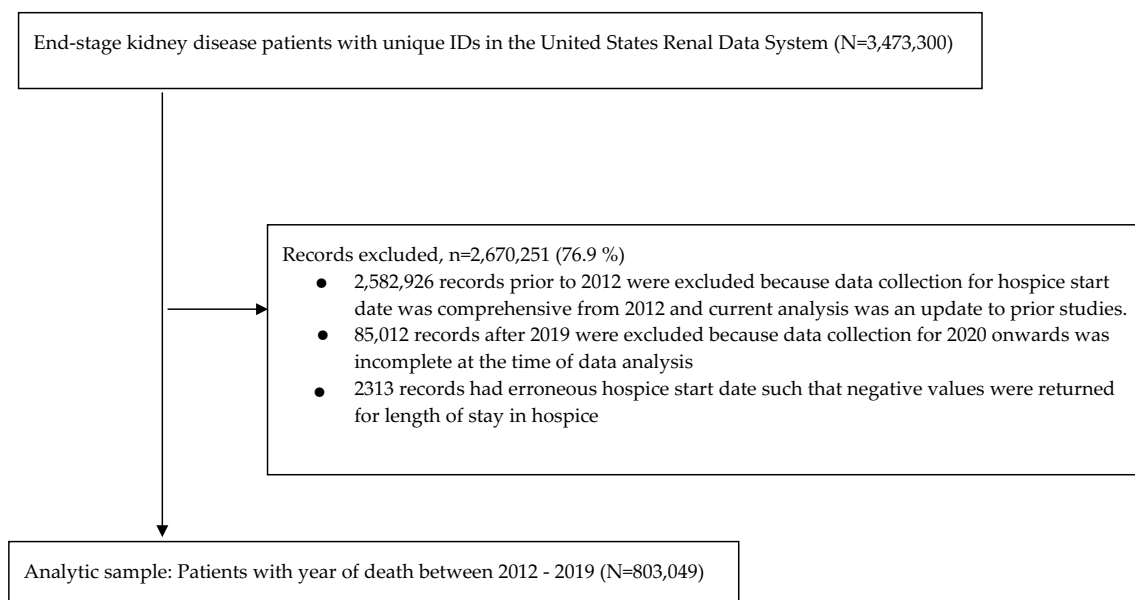 End-stage kidney disease patients with unique IDs in the United States Renal Data System (N=3,473,300)
Records excluded, n=2,670,251 (76.9 %)
● 2,582,926 records prior to 2012 were excluded because data collection for hospice start
date was comprehensive from 2012 and current analysis was an update to prior studies.
● 85,012 records after 2019 were excluded because data collection for 2020 onwards was
incomplete at the time of data analysis
● 2313 records had erroneous hospice start date such that negative values were returned
for length of stay in hospice
Analytic sample: Patients with year of death between 2012 - 2019 (N=803,049)